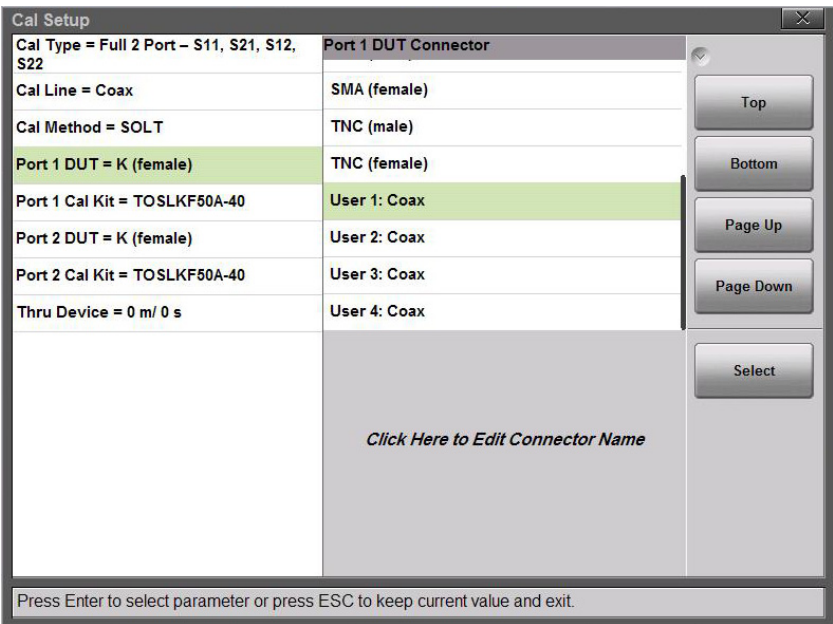 Cal Setup
Cal Type = Full 2 Port – S11, S21, S12,
S22
Cal Line = Coax
Cal Method = SOLT
Port 1 DUT = K (female)
Port 1 Cal Kit = TOSLKF50A-40
Port 2 DUT = K (female)
Port 2 Cal Kit = TOSLKF50A-40
Thru Device = 0 m/ 0 s
Port 1 DUT Connector
SMA (female)
TNC (male)
TNC (female)
User 1: Coax
User 2: Coax
User 3: Coax
User 4: Coax
Click Here to Edit Connector Name
Top
Bottom
Page Up
Page Down
Select
Press Enter to select parameter or press ESC to keep current value and exit.